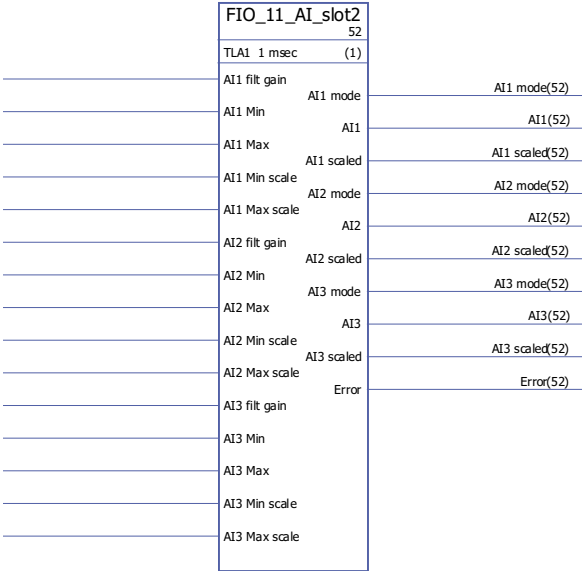 FIO_11_AI_slot2
52
TLA1 1 msec (1)
AI1 filt gain
AI1 mode AI1 mode(52)
AI1 Min
AI1 AI1(52)
AI1 Max
AI1 scaled AI1 scaled(52)
AI1 Min scale
AI2 mode AI2 mode(52)
AI1 Max scale
AI2 AI2(52)
AI2 filt gain
AI2 scaled AI2 scaled(52)
AI2 Min
AI3 mode AI3 mode(52)
AI2 Max
AI3 AI3(52)
AI2 Min scale
AI3 scaled AI3 scaled(52)
AI2 Max scale
Error Error(52)
AI3 filt gain
AI3 Min
AI3 Max
AI3 Min scale
AI3 Max scale